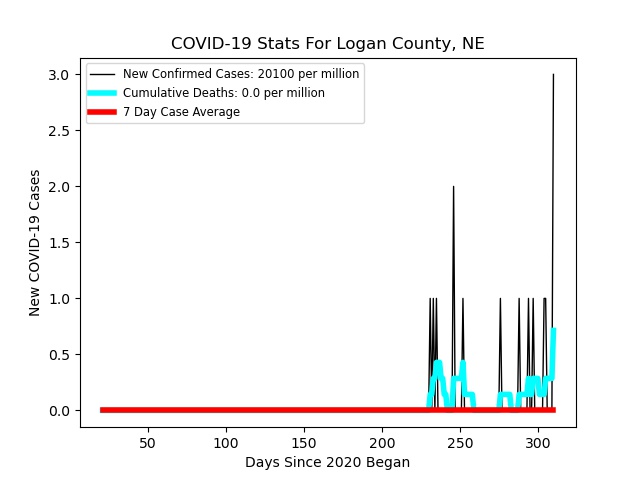 COVID-19 Stats For Logan County, NE
New Confirmed Cases: 20100 per million
Cumulative Deaths: 0.0 per million
7 Day Case Average
New COVID-19 Cases
3.0
2.5
2.0
1.5
1.0
0.5
0.0
50 100 150 200 250 300
Days Since 2020 Began